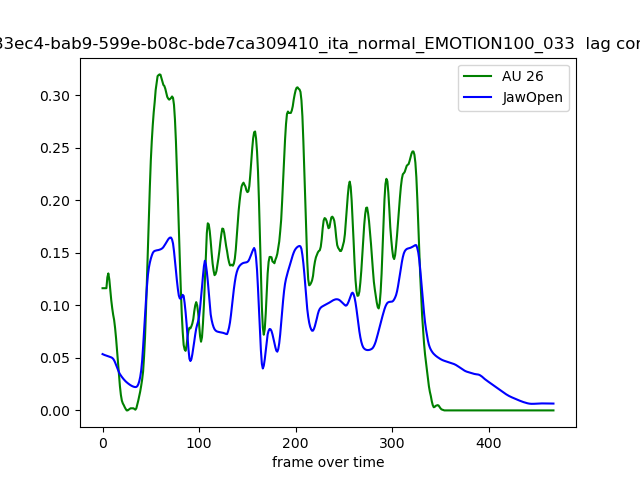 33ec4-bab9-599e-b08c-bde7ca309410_ita_normal_EMOTION100_033 lag cor
AU 26
JawOpen
0.30
0.25
0.20
0.15
0.10
0.05
0.00
0 100 200 300 400
frame over time